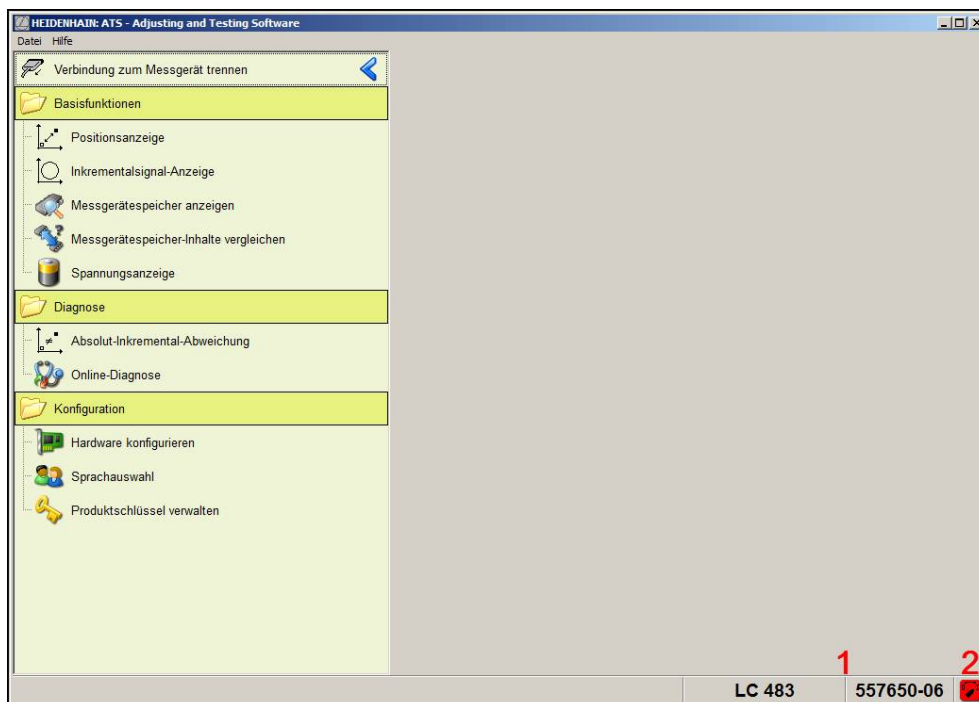 HEIDENHAIN: ATS - Adjusting and Testing Software
Datei Hilfe
Verbindung zum Messgerät trennen
Basisfunktionen
Positionsanzeige
Inkrementalsignal-Anzeige
Messgerätespeicher anzeigen
Messgerätespeicher-Inhalte vergleichen
Spannungsanzeige
Diagnose
Absolut-Inkremental-Abweichung
Online-Diagnose
Konfiguration
Hardware konfigurieren
Sprachauswahl
Produktschlüssel verwalten
1 2
LC 483 557650-06